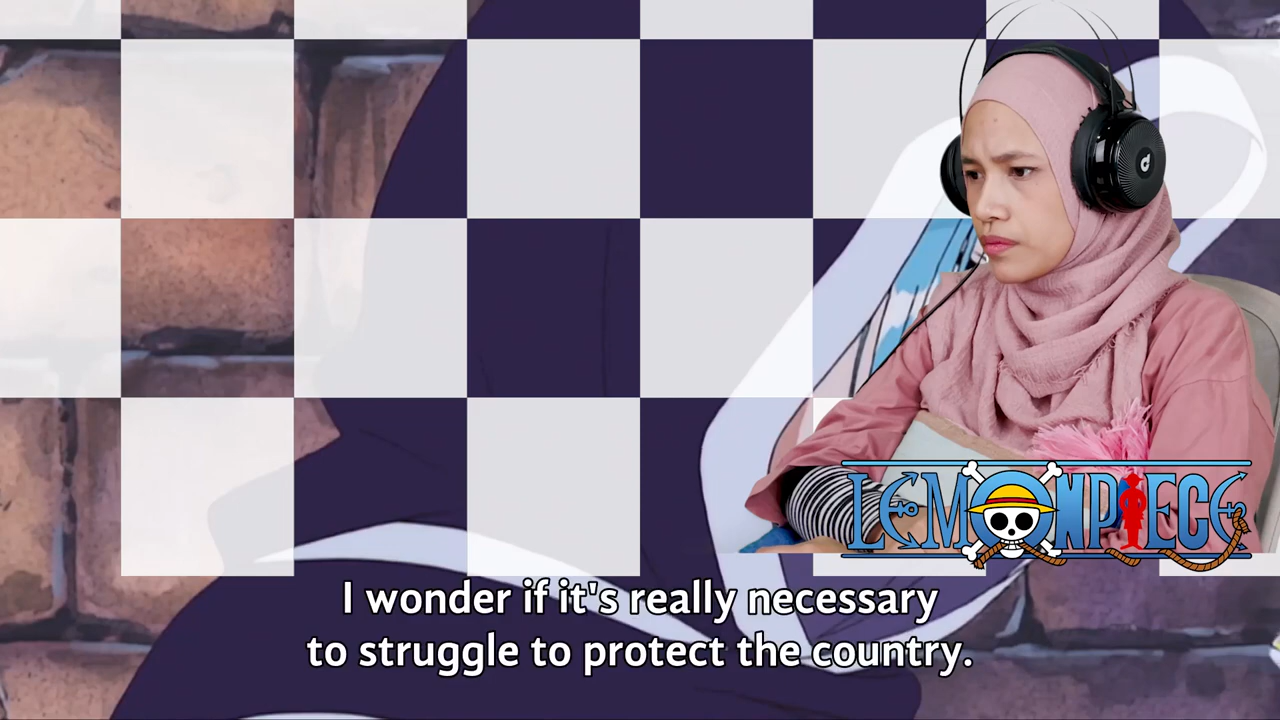 LEMONPIECE
I wonder if it's really necessary
to struggle to protect the country.